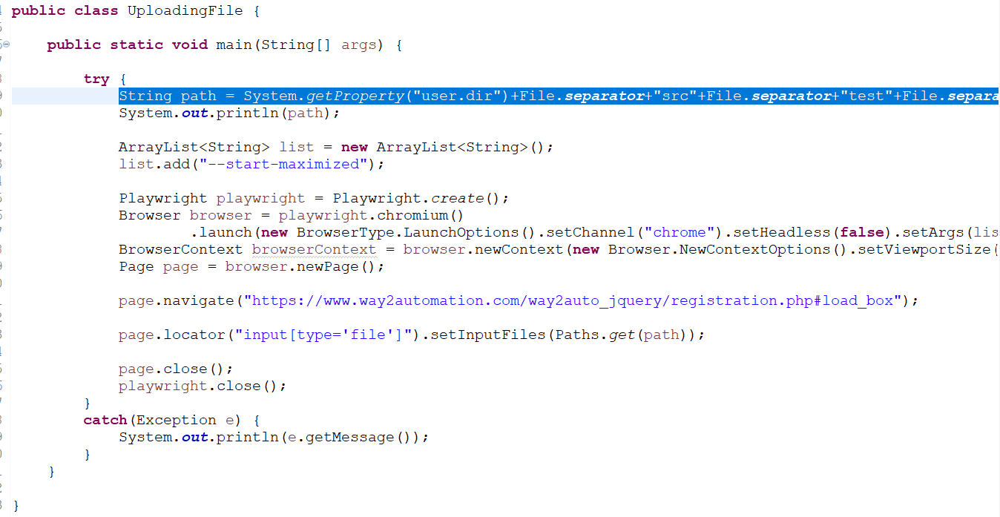 public class UploadingFile {
public static void main(String[] args) {
try {
String path = System.getProperty("user.dir")+File.separator+"src"+File.separator+"test"+File.separa
System.out.println(path);
ArrayList<String> list = new ArrayList<String>();
list.add("--start-maximized");
Playwright playwright = Playwright.create();
Browser browser = playwright.chromium()
.launch(new BrowserType.LaunchOptions().setChannel("chrome").setHeadless(false).setArgs(lis
BrowserContext browserContext = browser.newContext(new Browser.NewContextOptions().setViewportSize(
Page page = browser.newPage();
page.navigate("https://www.way2automation.com/way2auto_jquery/registration.php#load_box");
page.locator("input[type='file']").setInputFiles(Paths.get(path));
page.close();
playwright.close();
}
catch(Exception e) {
System.out.println(e.getMessage());
}
}
}